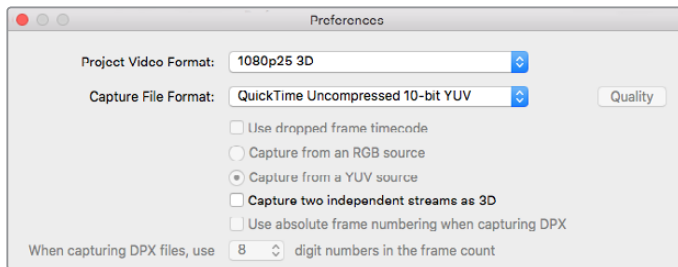 Preferences
Project Video Format: 1080p25 3D
Capture File Format: QuickTime Uncompressed 10-bit YUV Quality
Use dropped frame timecode
Capture from an RGB source
Capture from a YUV source
Capture two independent streams as 3D
Use absolute frame numbering when capturing DPX
When capturing DPX files, use 8 digit numbers in the frame count